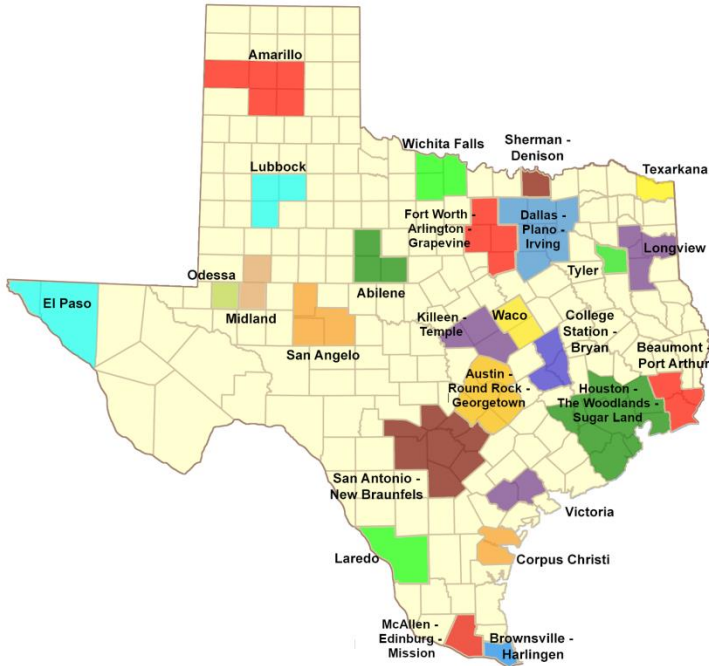 Amarillo
Lubbock
Wichita Falls
Sherman -
Denison
Texarkana
Fort Worth -
Arlington -
Grapevine
Dallas -
Plano -
Irving
Longview
Tyler
Odessa
Midland
Abilene
El Paso
San Angelo
Killeen -
Temple
Waco
College
Station -
Bryan
Beaumont -
Port Arthur
Austin -
Round Rock -
Georgetown
Houston -
The Woodlands -
Sugar Land
San Antonio -
New Braunfels
Victoria
Laredo
Corpus Christi
McAllen -
Edinburg -
Mission
Brownsville -
Harlingen